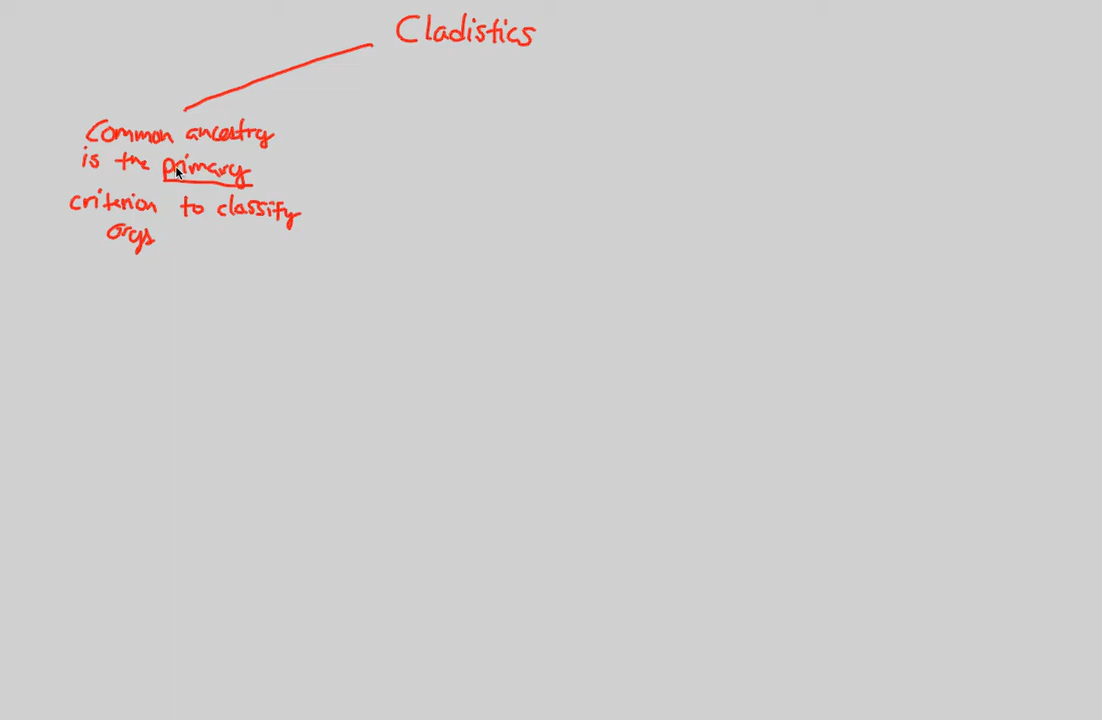 Cladistics
Common ancestry
is the primary
criterion to classify
orgs